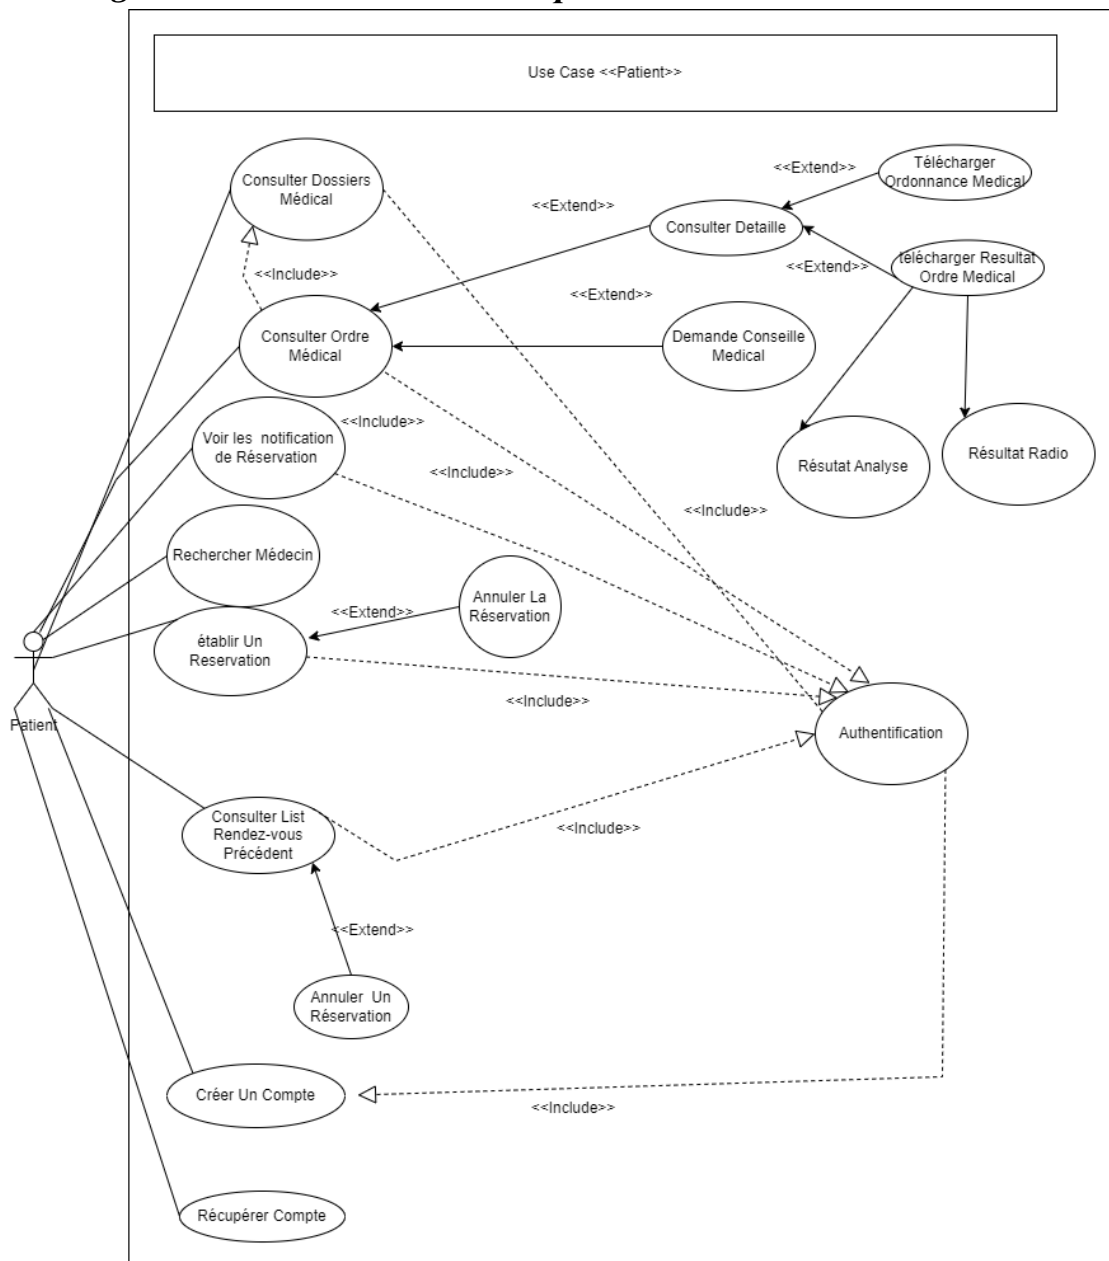 Use Case <<Patient>>
Consulter Dossiers
Médical
<<Extend>>
Télécharger
Ordonnance Medical
<<Extend>>
Consulter Detaille
<<Extend>>
télécharger Resultat
Ordre Medical
<<Include>>
<<Extend>>
Consulter Ordre
Médical
Demande Conseille
Medical
<<Include>>
Voir les notification
de Réservation
<<Include>>
Résutat Analyse
Résultat Radio
<<Include>>
Rechercher Médecin
Annuler La
Réservation
<<Extend>>
établir Un
Reservation
<<Include>>
Patient
Authentification
Consulter List
Rendez-vous
Précédent
<<Include>>
<<Extend>>
Annuler Un
Réservation
Créer Un Compte
<<Include>>
Récupérer Compte